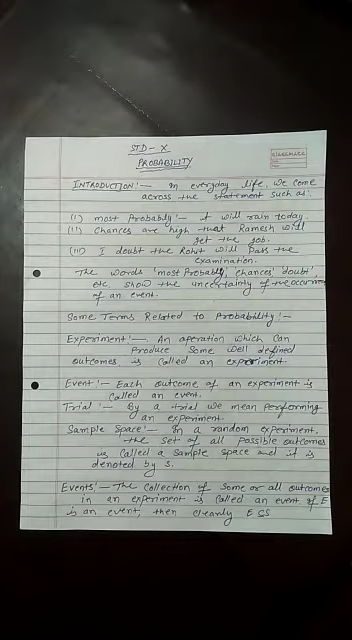 STD - X
PROBABILITY
CLASSMATE
INTRODUCTION :— In everyday life, we come
across the statement such as:
(i) most Probably :— it will rain today.
(ii) Chances are high that Ramesh will
get the job.
(iii) I doubt the Rohit will Pass the
examination.
The words 'most Probably', 'chances' 'doubt',
etc, show the uncertainty of the
of an event.
Some Terms Related to Probability :—
Experiment :— An operation which can
Produce some well defined
outcomes is called an experiment.
Event :— Each outcome of an experiment is
called an event.
Trial :— By a trial we mean performing
an experiment.
Sample Space :— In a random experiment,
the set of all possible outcomes
is called a sample space and it is
denoted by S.
Events :— The collection of some or all outcomes
in an experiment is called an event, if E
is an event, then clearly E ⊆ S